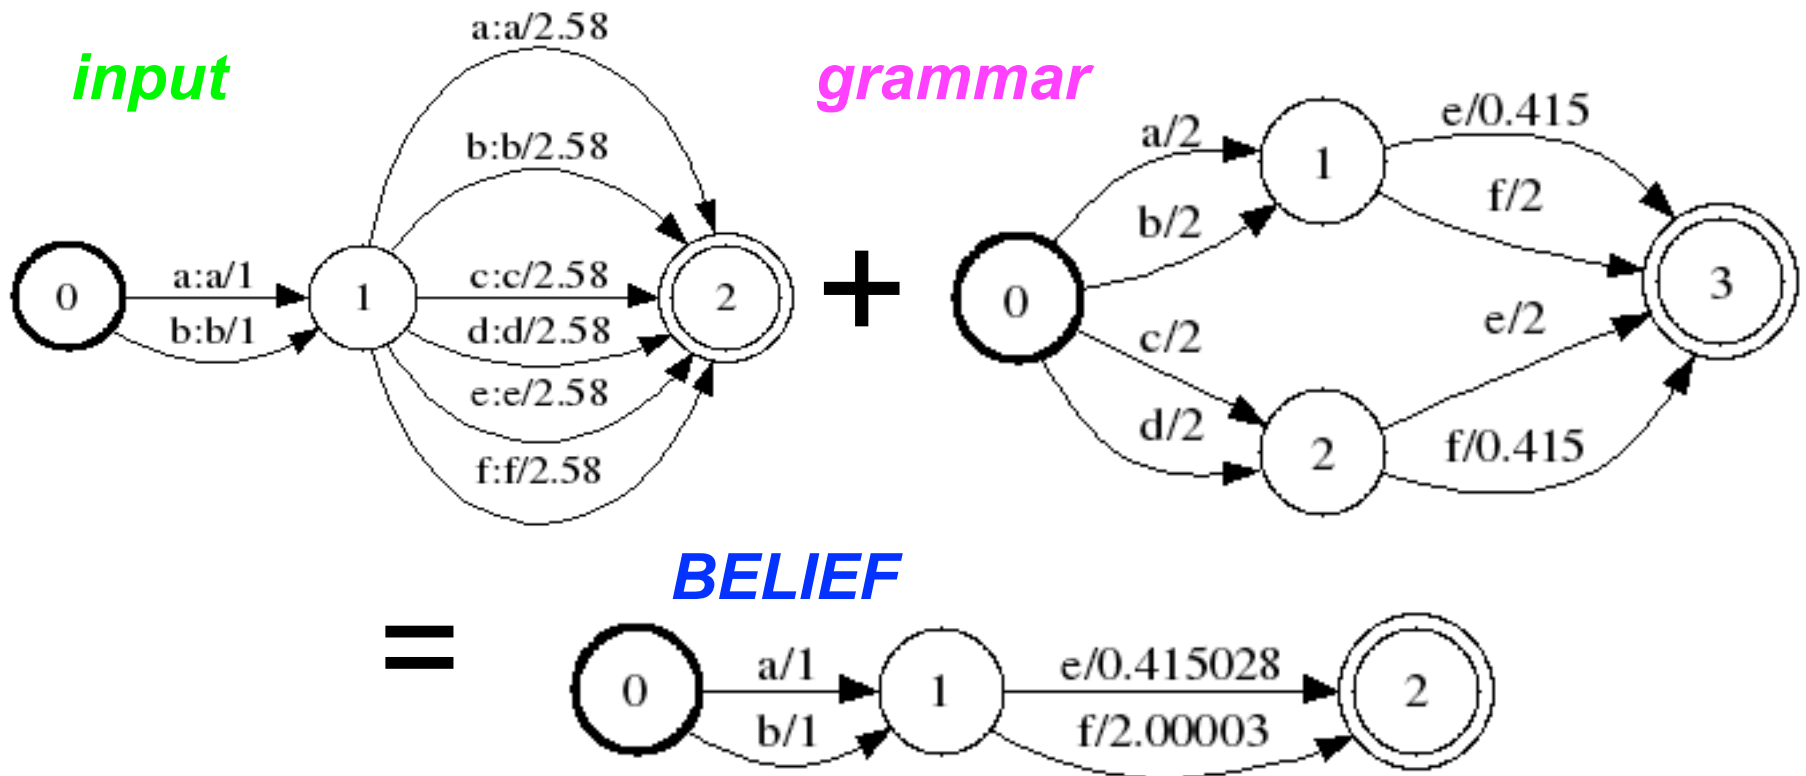 input
a:a/2.58
b:b/2.58
0
a:a/1
b:b/1
1
c:c/2.58
d:d/2.58
e:e/2.58
f:f/2.58
2
+
grammar
0
a/2
b/2
c/2
d/2
1
2
e/0.415
f/2
e/2
f/0.415
3
=
BELIEF
0
a/1
b/1
1
e/0.415028
f/2.00003
2